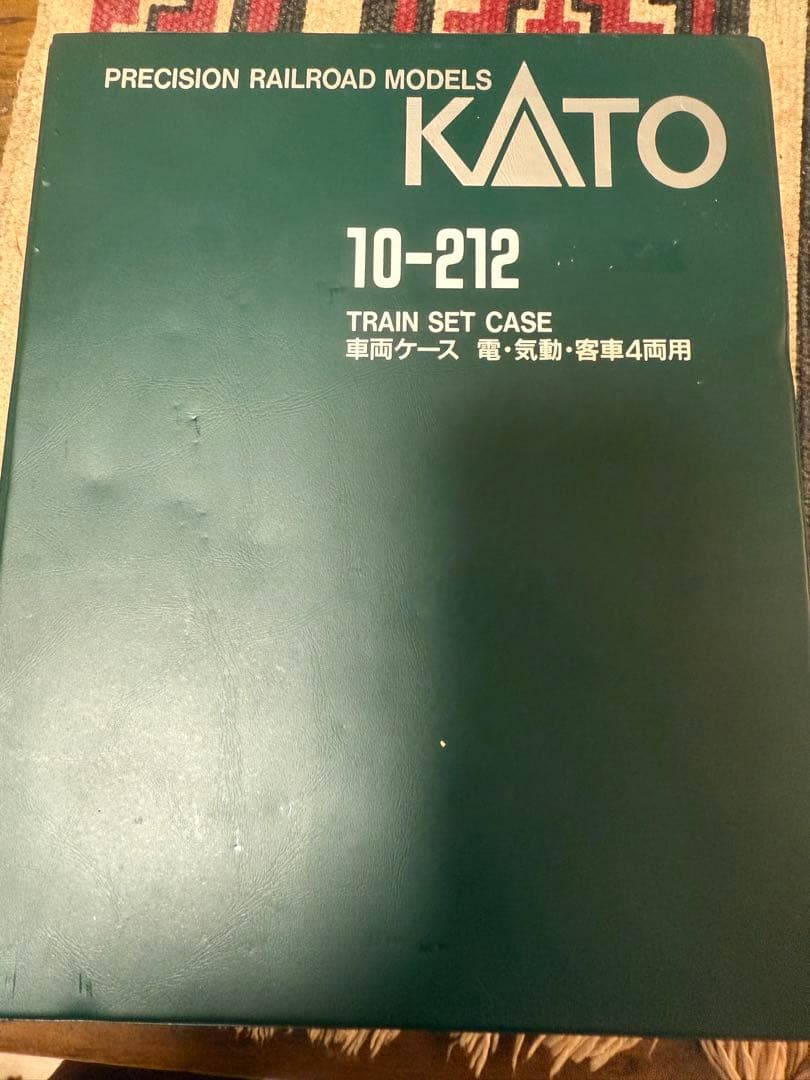 PRECISION RAILROAD MODELS
KATO
10-212
TRAIN SET CASE
車両ケース 電・気動・客車4両用